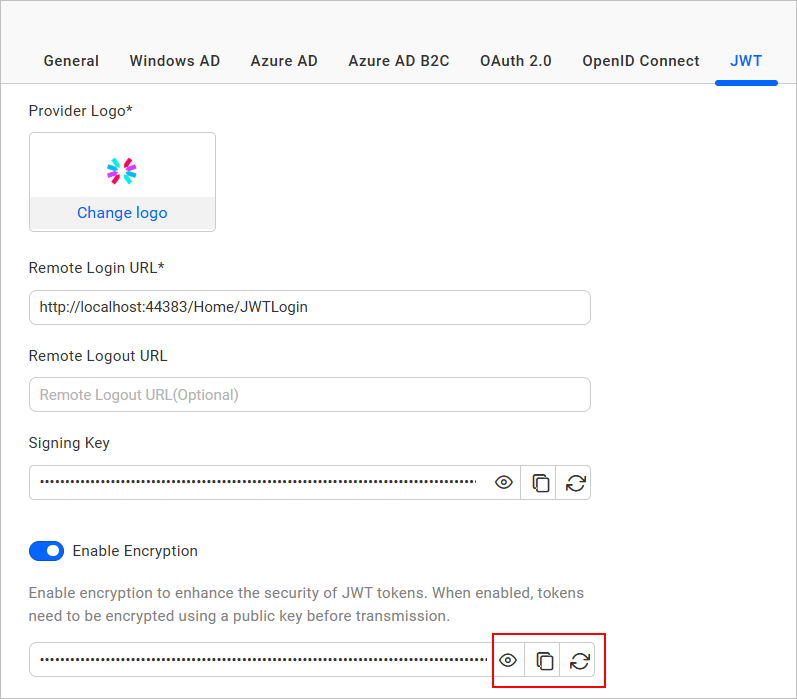 General Windows AD Azure AD Azure AD B2C OAuth 2.0 OpenID Connect JWT
Provider Logo*
Change logo
Remote Login URL*
http://localhost:44383/Home/JWTLogin
Remote Logout URL
Remote Logout URL(Optional)
Signing Key
Enable Encryption
Enable encryption to enhance the security of JWT tokens. When enabled, tokens
need to be encrypted using a public key before transmission.